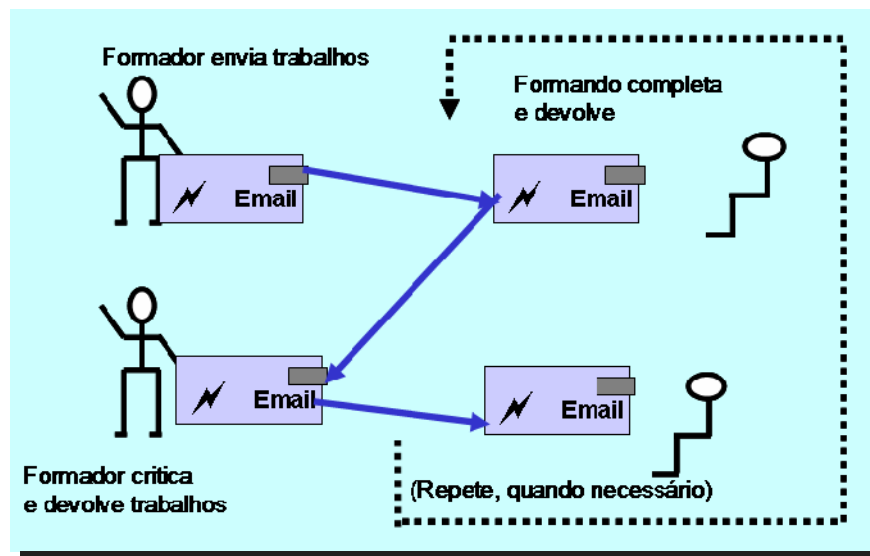 Formador envia trabalhos
Formando completa
e devolve
Email
Email
Email
Email
Formador critica
e devolve trabalhos
(Repete, quando necessário)